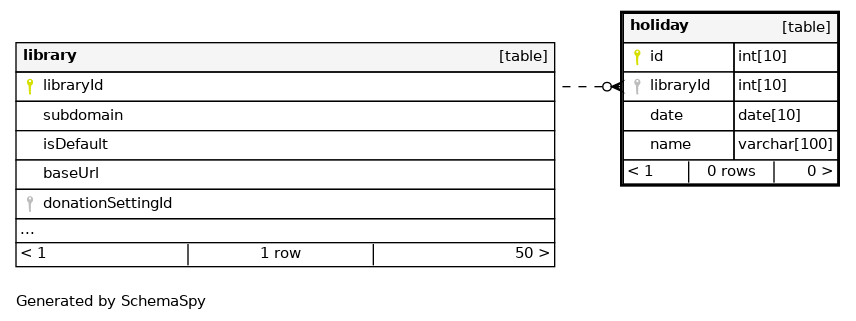 library [table]
libraryId
subdomain
isDefault
baseUrl
donationSettingId
...
< 1 1 row 50 >
holiday [table]
id int[10]
libraryId int[10]
date date[10]
name varchar[100]
< 1 0 rows 0 >
Generated by SchemaSpy